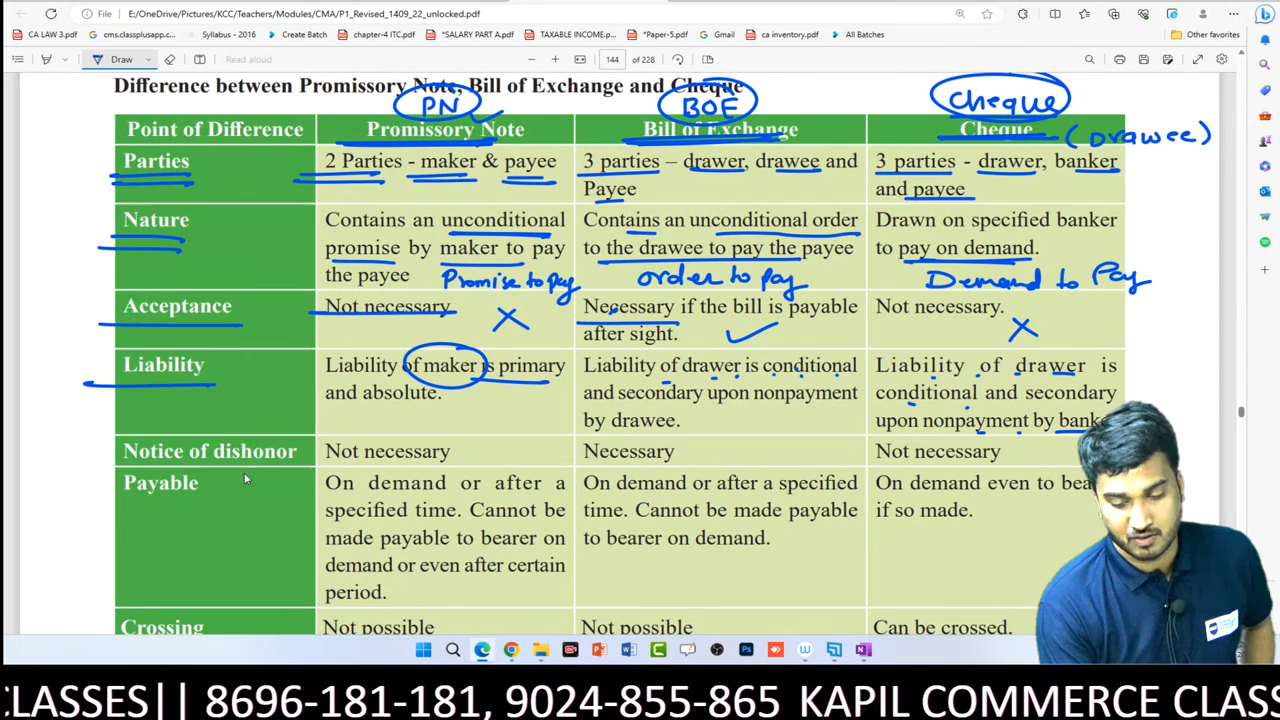 File
E:/OneDrive/Pictures/KCC/Teachers/Modules/CMA/P1_Revised_1409_22_unlocked.pdf
CA LAW 3.pdf
cms.classplusapp.c...
Syllabus - 2016
Create Batch
chapter-4 ITC.pdf
*SALARY PART A.pdf
TAXABLE INCOME.p...
*Paper-5.pdf
Gmail
ca inventory.pdf
All Batches
Other favorites
Draw
Read aloud
144
of 228
Difference between Promissory Note, Bill of Exchange and Cheque
PN
BOE
Cheque
Point of Difference
Promissory Note
Bill of Exchange
Cheque
(Drawee)
Parties
2 Parties - maker & payee
3 parties – drawer, drawee and
Payee
3 parties - drawer, banker
and payee
Nature
Contains an unconditional
promise by maker to pay
the payee
Promise to pay
Contains an unconditional order
to the drawee to pay the payee
order to pay
Drawn on specified banker
to pay on demand.
Demand to Pay
Acceptance
Not necessary
Necessary if the bill is payable
after sight.
Not necessary.
Liability
Liability of maker is primary
and absolute.
Liability of drawer is conditional
and secondary upon nonpayment
by drawee.
Liability of drawer is
conditional and secondary
upon nonpayment by bank
Notice of dishonor
Not necessary
Necessary
Not necessary
Payable
On demand or after a
specified time. Cannot be
made payable to bearer on
demand or even after certain
period.
On demand or after a specified
time. Cannot be made payable
to bearer on demand.
On demand even to bea
if so made.
Crossing
Not possible
Not possible
Can be crossed.
CLASSES|| 8696-181-181, 9024-855-865 KAPIL COMMERCE CLASS